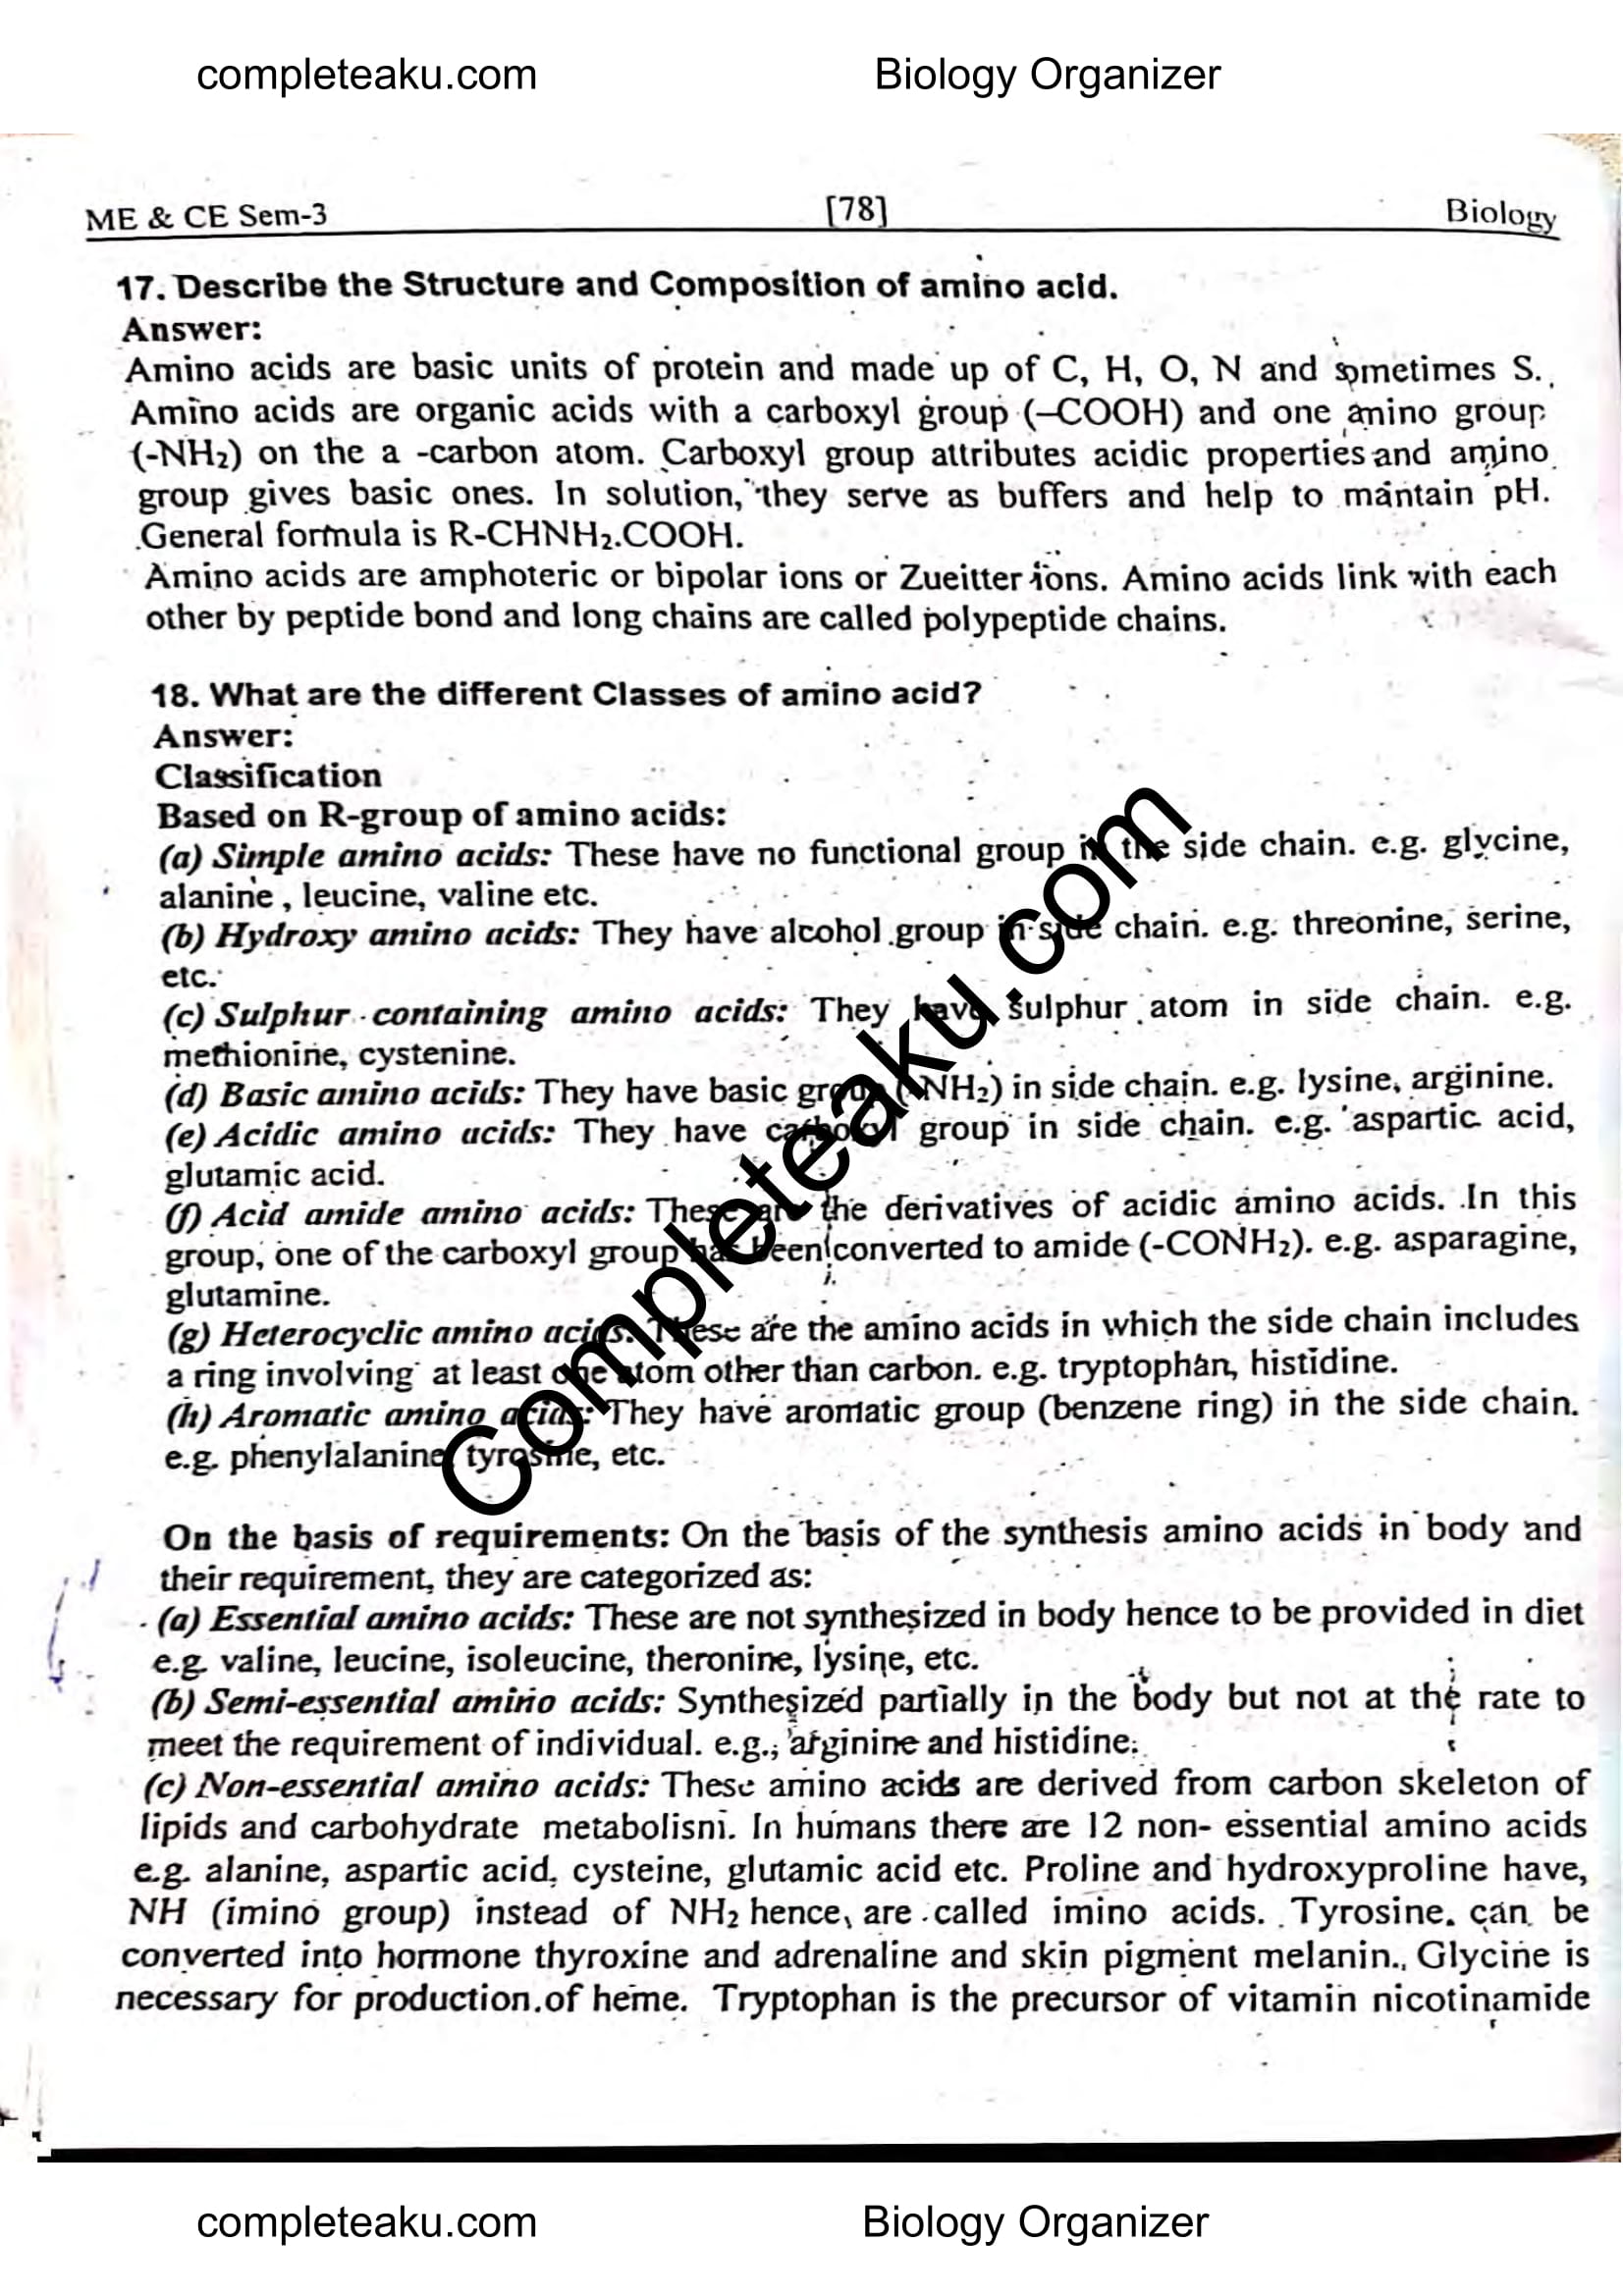 completeaku.com Biology Organizer
ME & CE Sem-3 [78] Biology
17. Describe the Structure and Composition of amino acid.
Answer:
Amino acids are basic units of protein and made up of C, H, O, N and sometimes S.
Amino acids are organic acids with a carboxyl group (–COOH) and one amino group
(-NH₂) on the a -carbon atom. Carboxyl group attributes acidic properties and amino
group gives basic ones. In solution, they serve as buffers and help to mantain pH.
General formula is R-CHNH₂.COOH.
Amino acids are amphoteric or bipolar ions or Zueitter ions. Amino acids link with each
other by peptide bond and long chains are called polypeptide chains.
18. What are the different Classes of amino acid?
Answer:
Classification
Based on R-group of amino acids:
(a) Simple amino acids: These have no functional group in the side chain. e.g. glycine,
alanine , leucine, valine etc.
(b) Hydroxy amino acids: They have alcohol group in side chain. e.g. threonine, serine,
etc.
(c) Sulphur containing amino acids: They have sulphur atom in side chain. e.g.
methionine, cystenine.
(d) Basic amino acids: They have basic group (-NH₂) in side chain. e.g. lysine, arginine.
(e) Acidic amino acids: They have carboxyl group in side chain. e.g. aspartic acid,
glutamic acid.
(f) Acid amide amino acids: These are the derivatives of acidic amino acids. In this
group, one of the carboxyl group has been converted to amide (-CONH₂). e.g. asparagine,
glutamine.
(g) Heterocyclic amino acids: These are the amino acids in which the side chain includes
a ring involving at least one atom other than carbon. e.g. tryptophan, histidine.
(h) Aromatic amino acids: They have aromatic group (benzene ring) in the side chain.
e.g. phenylalanine, tyrosine, etc.
Completeaku.com
On the basis of requirements: On the basis of the synthesis amino acids in body and
their requirement, they are categorized as:
(a) Essential amino acids: These are not synthesized in body hence to be provided in diet
e.g. valine, leucine, isoleucine, theronine, lysine, etc.
(b) Semi-essential amino acids: Synthesized partially in the body but not at the rate to
meet the requirement of individual. e.g., arginine and histidine.
(c) Non-essential amino acids: These amino acids are derived from carbon skeleton of
lipids and carbohydrate metabolism. In humans there are 12 non- essential amino acids
e.g. alanine, aspartic acid, cysteine, glutamic acid etc. Proline and hydroxyproline have,
NH (imino group) instead of NH₂ hence, are called imino acids. Tyrosine. can be
converted into hormone thyroxine and adrenaline and skin pigment melanin. Glycine is
necessary for production of heme. Tryptophan is the precursor of vitamin nicotinamide
completeaku.com Biology Organizer